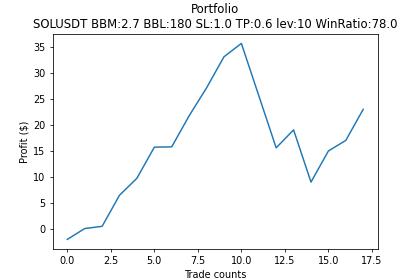 Portfolio
SOLUSDT BBM:2.7 BBL:180 SL:1.0 TP:0.6 lev:10 WinRatio:78.0
35
30
25
20
15
10
5
0
Profit ($)
0.0 2.5 5.0 7.5 10.0 12.5 15.0 17.5
Trade counts